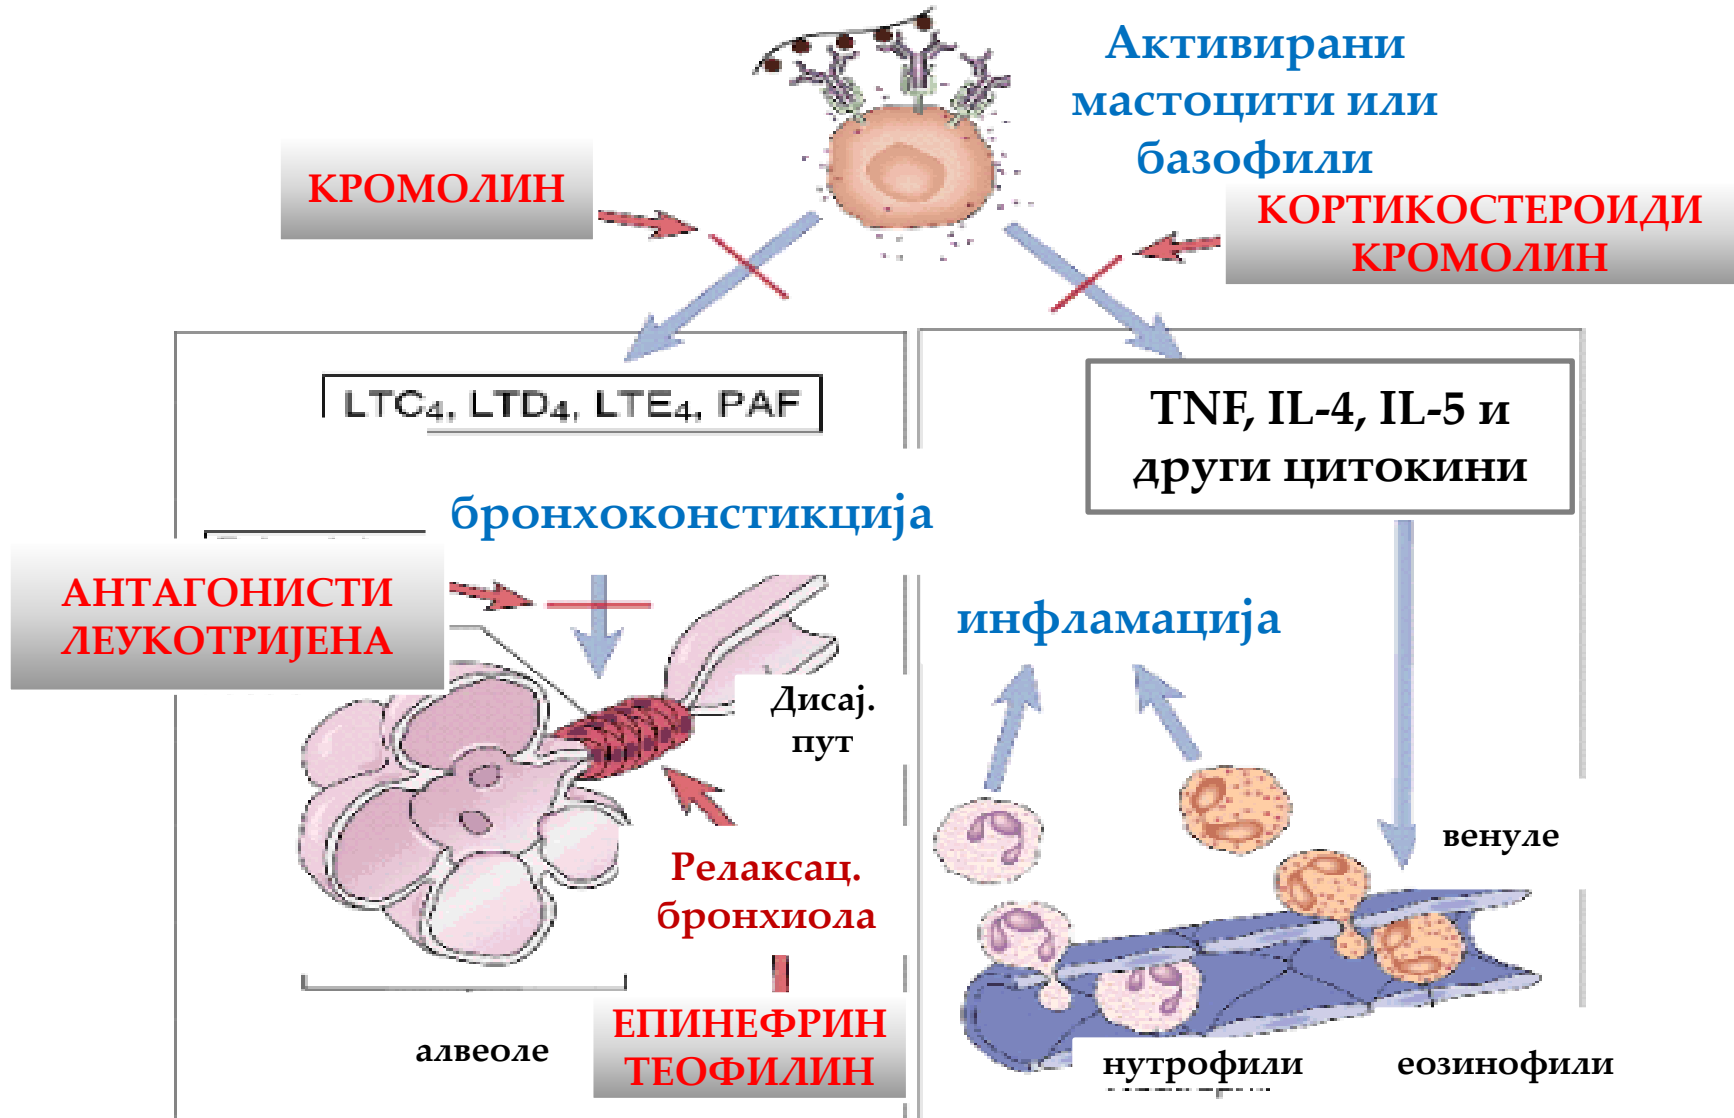 Активирани
мастоцити или
базофили
КРОМОЛИН
КОРТИКОСТЕРОИДИ
КРОМОЛИН
LTC4, LTD4, LTE4, PAF
TNF, IL-4, IL-5 и
други цитокини
бронхоконстикција
АНТАГОНИСТИ
ЛЕУКОТРИЈЕНА
инфламација
Дисај.
пут
Релаксац.
бронхиола
венуле
ЕПИНЕФРИН
ТЕОФИЛИН
алвеоле
нутрофили
еозинофили